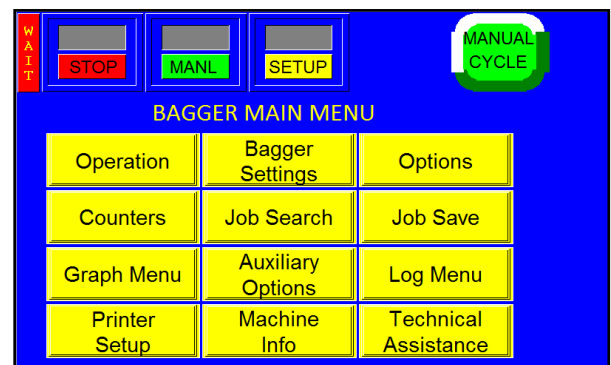 WAIT
STOP
MANL
SETUP
MANUAL
CYCLE
BAGGER MAIN MENU
Operation
Bagger
Settings
Options
Counters
Job Search
Job Save
Graph Menu
Auxiliary
Options
Log Menu
Printer
Setup
Machine
Info
Technical
Assistance